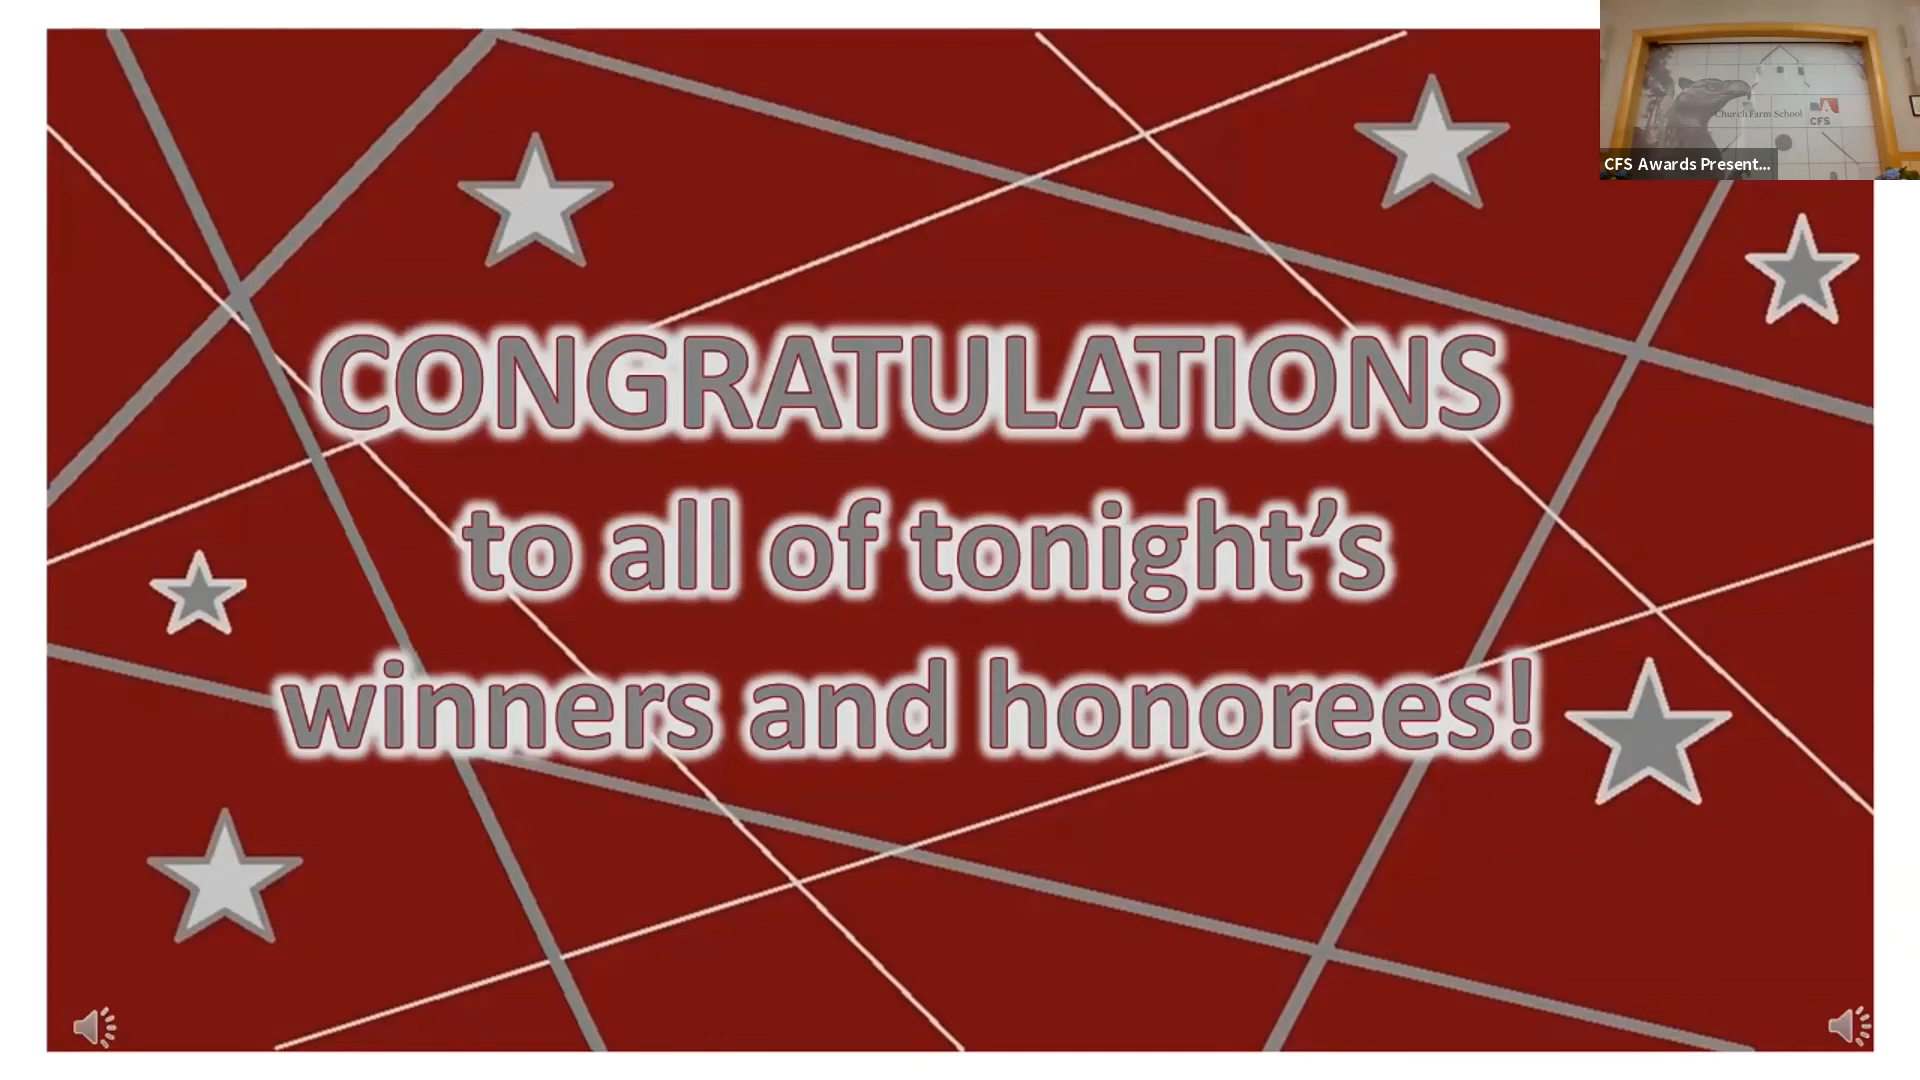 CONGRATULATIONS
to all of tonight’s
winners and honorees!
Church Farm School
CFS
CFS Awards Present...